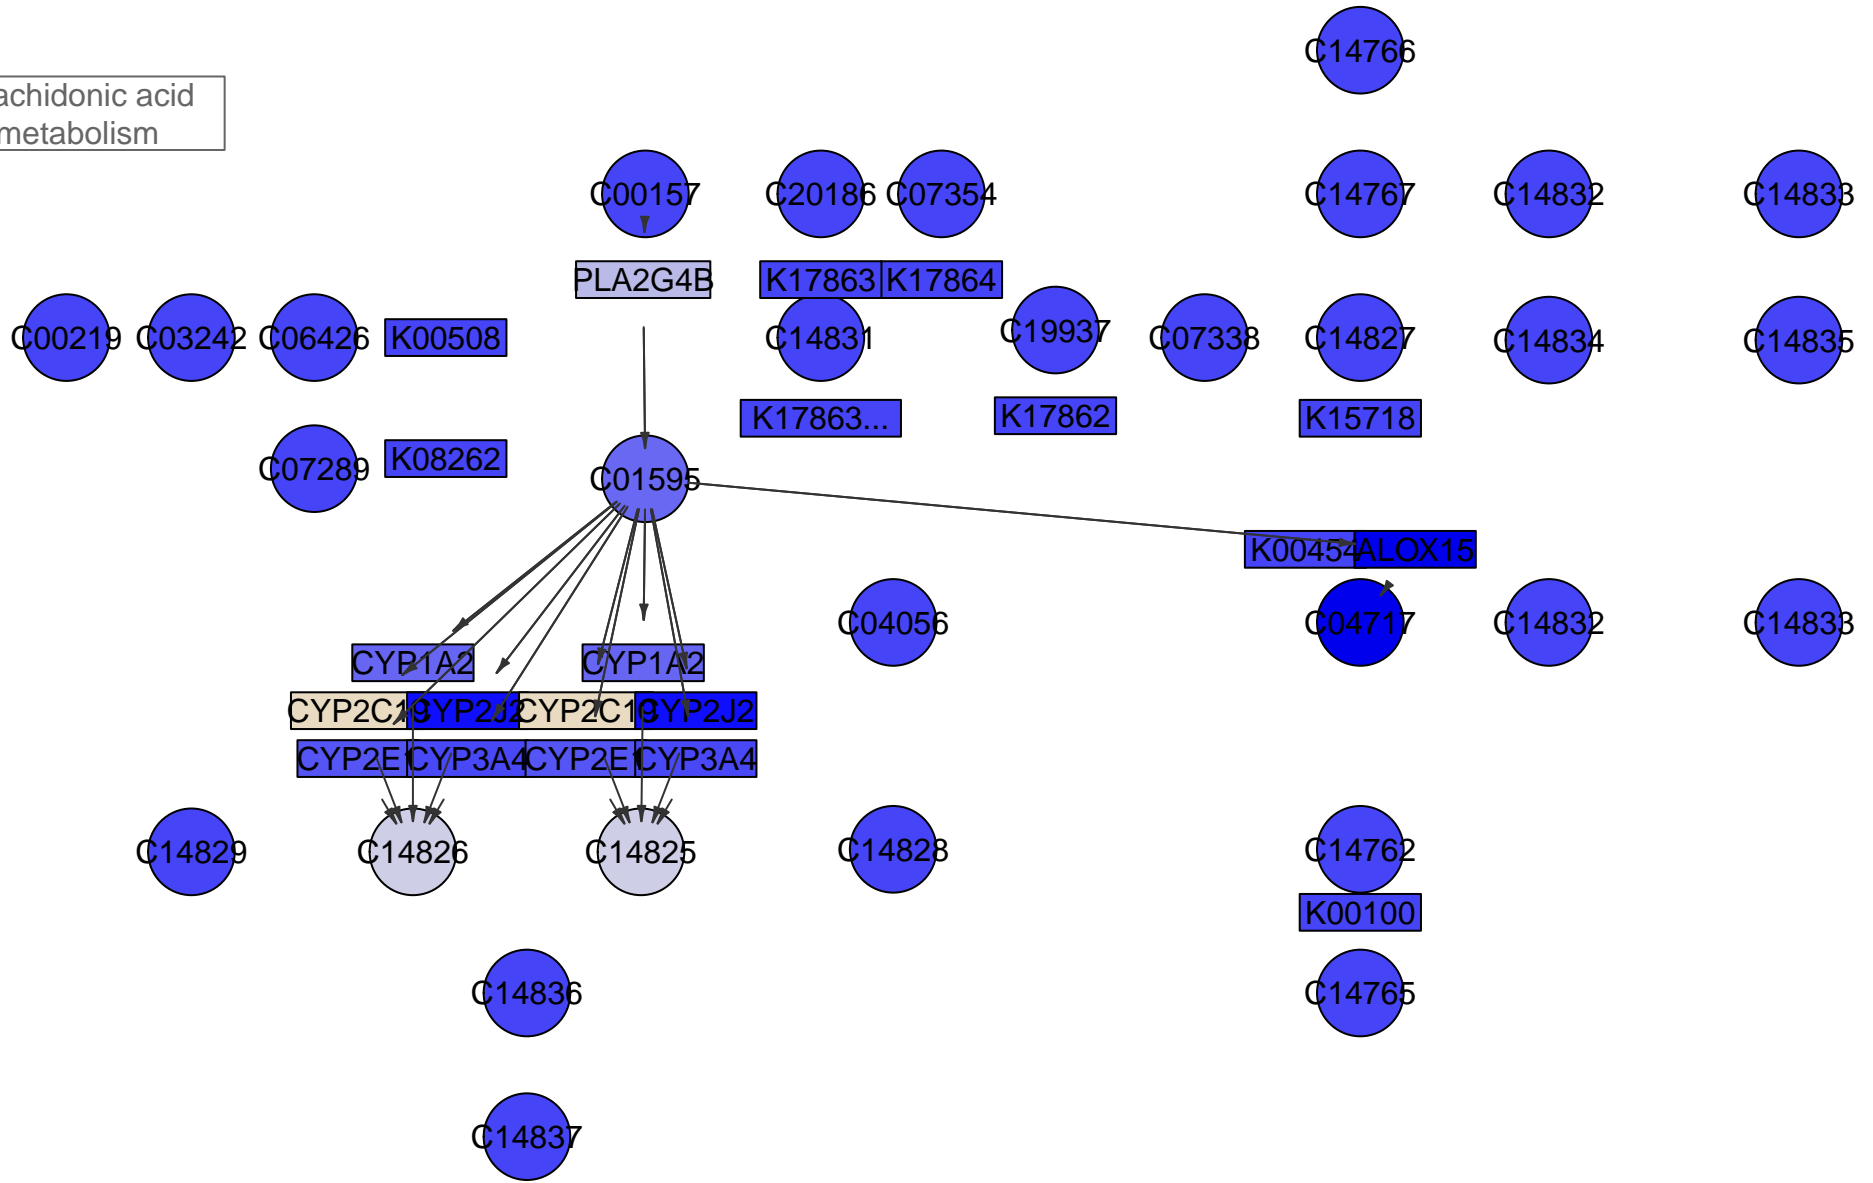 C14766
achidonic acid
metabolism
C00157
C20186
C07354
C14767
C14832
C14833
PLA2G4B
K17863
K17864
C00219
C03242
C06426
K00508
C14831
C19937
C07338
C14827
C14834
C14835
K17863...
K17862
K15718
C07289
K08262
C01595
K00454
ALOX15
C04056
C04717
C14832
C14833
CYP1A2
CYP1A2
CYP2C19
CYP2J2
CYP2C19
CYP2J2
CYP2E1
CYP3A4
CYP2E1
CYP3A4
C14829
C14826
C14825
C14828
C14762
K00100
C14836
C14765
C14837